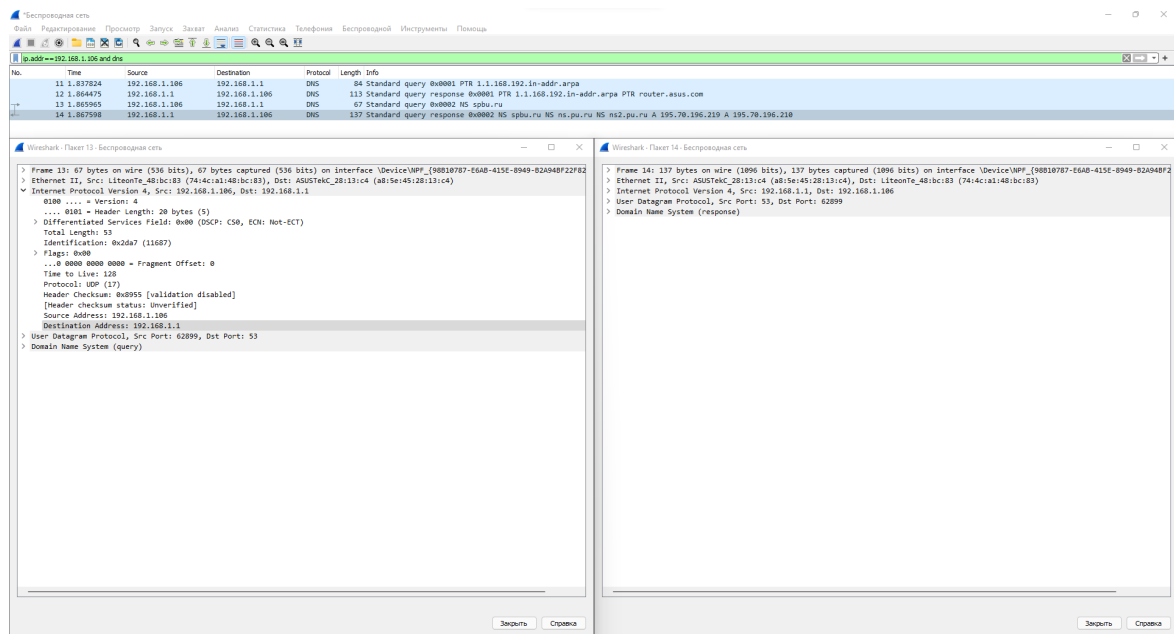 *Беспроводная сеть
Файл Редактирование Просмотр Запуск Захват Анализ Статистика Телефония Беспроводной Инструменты Помощь
ip.addr==192.168.1.106 and dns
No. Time Source Destination Protocol Length Info
11 1.837824 192.168.1.106 192.168.1.1 DNS 84 Standard query 0x0001 PTR 1.1.168.192.in-addr.arpa
12 1.864475 192.168.1.1 192.168.1.106 DNS 113 Standard query response 0x0001 PTR 1.1.168.192.in-addr.arpa PTR router.asus.com
13 1.865965 192.168.1.106 192.168.1.1 DNS 67 Standard query 0x0002 NS spbu.ru
14 1.867598 192.168.1.1 192.168.1.106 DNS 137 Standard query response 0x0002 NS spbu.ru NS ns.pu.ru NS ns2.pu.ru A 195.70.196.219 A 195.70.196.210
Wireshark · Пакет 13 · Беспроводная сеть
Frame 13: 67 bytes on wire (536 bits), 67 bytes captured (536 bits) on interface \Device\NPF_{98B10787-E6AB-415E-8949-B2A94BF22F82
Ethernet II, Src: LiteonTe_48:bc:83 (74:4c:a1:48:bc:83), Dst: ASUSTekC_28:13:c4 (a8:5e:45:28:13:c4)
Internet Protocol Version 4, Src: 192.168.1.106, Dst: 192.168.1.1
0100 .... = Version: 4
.... 0101 = Header Length: 20 bytes (5)
Differentiated Services Field: 0x00 (DSCP: CS0, ECN: Not-ECT)
Total Length: 53
Identification: 0x2da7 (11687)
Flags: 0x00
...0 0000 0000 0000 = Fragment Offset: 0
Time to Live: 128
Protocol: UDP (17)
Header Checksum: 0x8955 [validation disabled]
[Header checksum status: Unverified]
Source Address: 192.168.1.106
Destination Address: 192.168.1.1
User Datagram Protocol, Src Port: 62899, Dst Port: 53
Domain Name System (query)
Закрыть Справка
Wireshark · Пакет 14 · Беспроводная сеть
Frame 14: 137 bytes on wire (1096 bits), 137 bytes captured (1096 bits) on interface \Device\NPF_{98B10787-E6AB-415E-8949-B2A94BF2
Ethernet II, Src: ASUSTekC_28:13:c4 (a8:5e:45:28:13:c4), Dst: LiteonTe_48:bc:83 (74:4c:a1:48:bc:83)
Internet Protocol Version 4, Src: 192.168.1.1, Dst: 192.168.1.106
User Datagram Protocol, Src Port: 53, Dst Port: 62899
Domain Name System (response)
Закрыть Справка